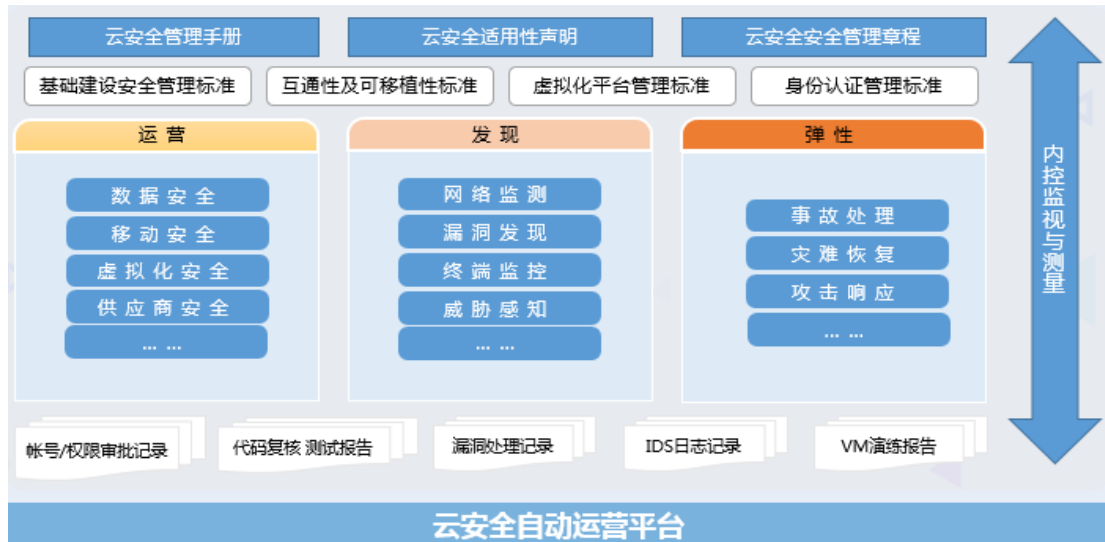 云安全管理手册
云安全适用性声明
云安全安全管理章程
基础建设安全管理标准
互通性及可移植性标准
虚拟化平台管理标准
身份认证管理标准
运营
发现
弹性
数据安全
移动安全
虚拟化安全
供应商安全
... ...
网络监测
漏洞发现
终端监控
威胁感知
... ...
事故处理
灾难恢复
攻击响应
... ...
内控监视与测量
帐号/权限审批记录
代码复核 测试报告
漏洞处理记录
IDS日志记录
VM演练报告
云安全自动运营平台